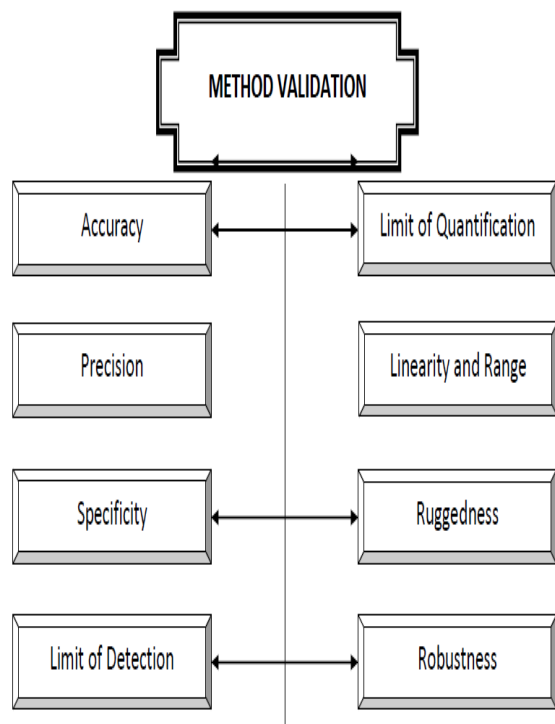 METHOD VALIDATION
Accuracy
Limit of Quantification
Precision
Linearity and Range
Specificity
Ruggedness
Limit of Detection
Robustness